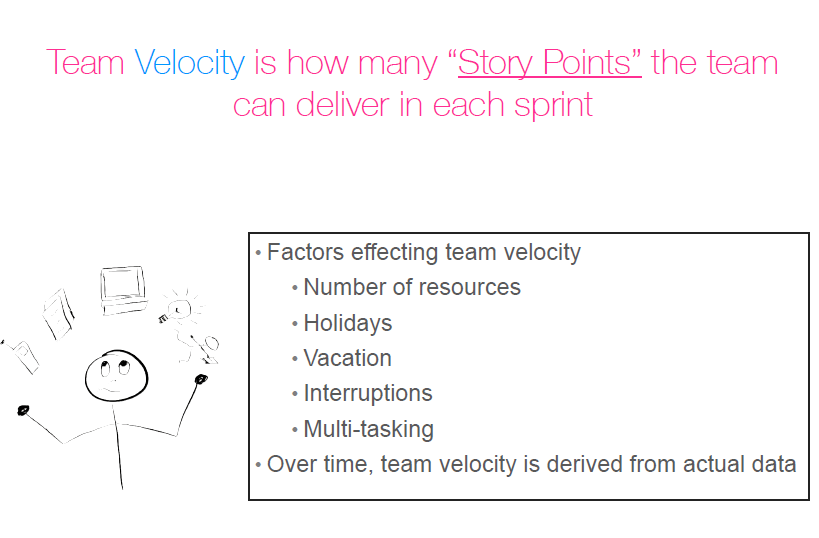 Team Velocity is how many “Story Points” the team
can deliver in each sprint
• Factors effecting team velocity
• Number of resources
• Holidays
• Vacation
• Interruptions
• Multi-tasking
• Over time, team velocity is derived from actual data